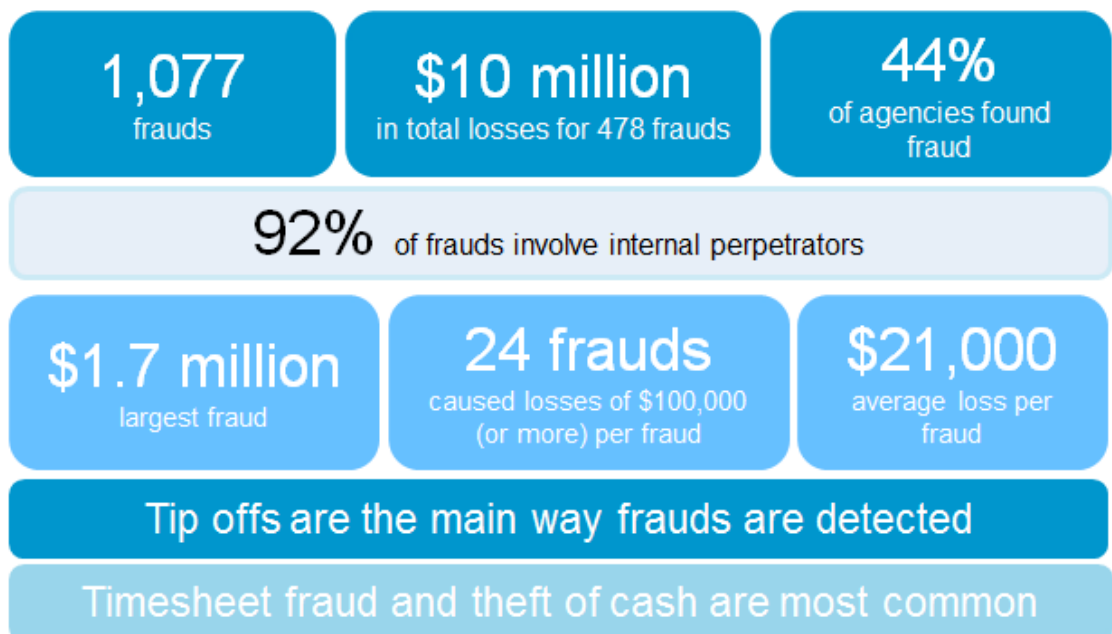 1,077
frauds
$10 million
in total losses for 478 frauds
44%
of agencies found
fraud
92% of frauds involve internal perpetrators
$1.7 million
largest fraud
24 frauds
caused losses of $100,000
(or more) per fraud
$21,000
average loss per
fraud
Tip offs are the main way frauds are detected
Timesheet fraud and theft of cash are most common